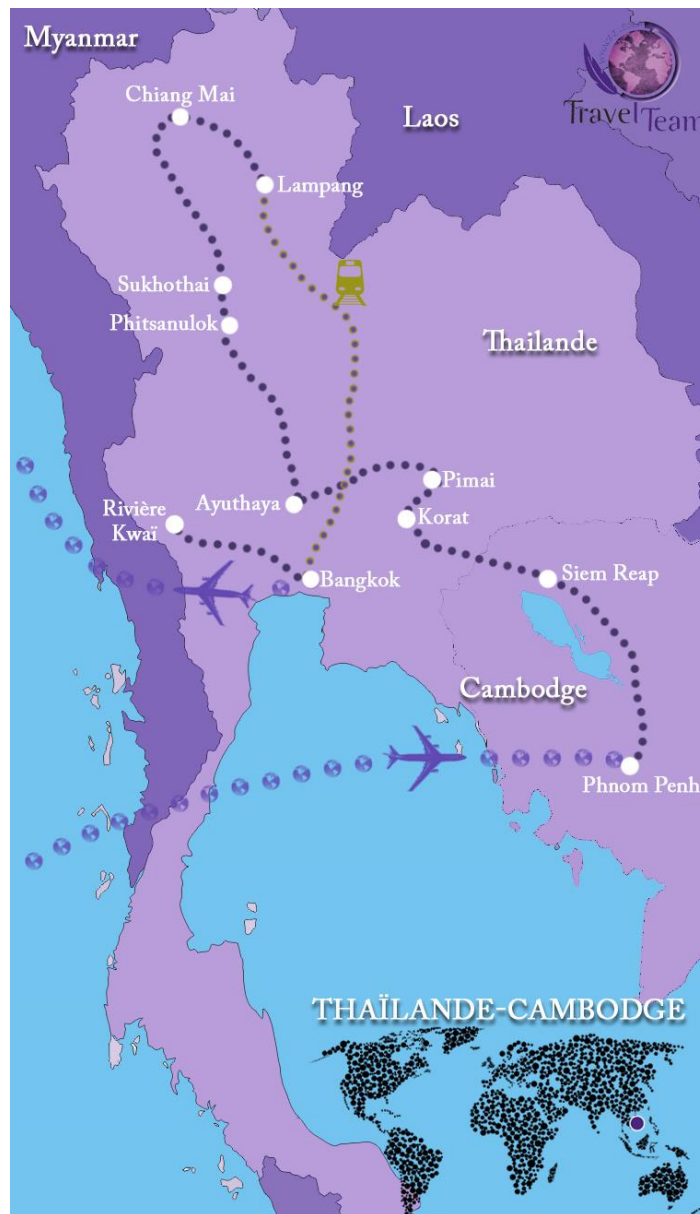 Myanmar
Travel Team
Chiang Mai
Laos
Lampang
Sukhothai
Phitsanulok
Thailande
Pimai
Ayuthaya
Rivière
Kwaï
Korat
Bangkok
Siem Reap
Cambodge
Phnom Penh
THAÏLANDE-CAMBODGE